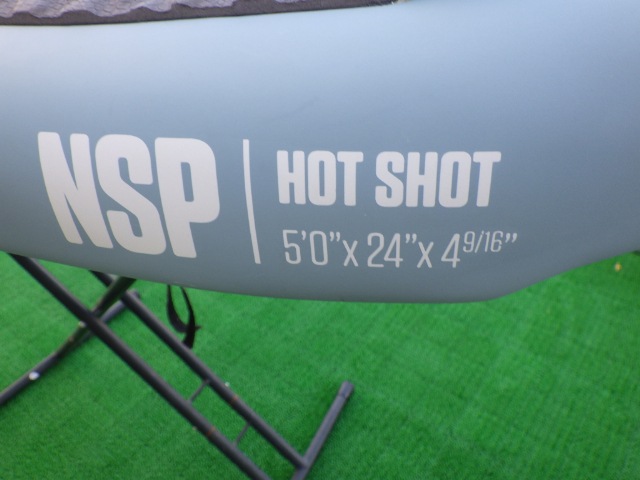 NSP
HOT SHOT
5'0" x 24" x 4 9/16"